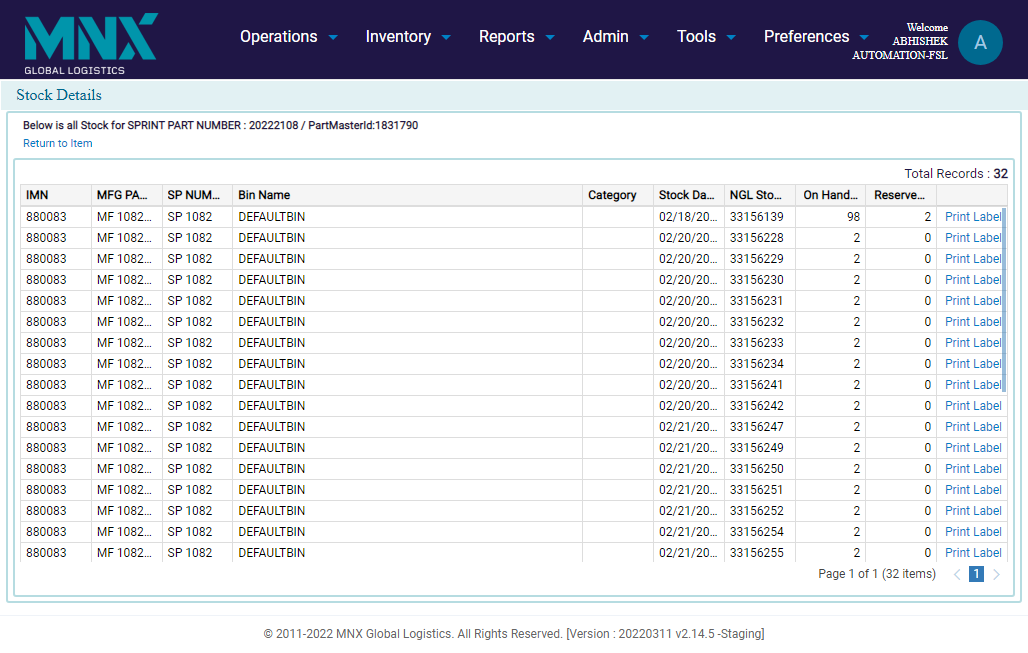 MNX
GLOBAL LOGISTICS
Operations Inventory Reports Admin Tools Preferences
Welcome
ABHISHEK
AUTOMATION-FSL
A
Stock Details
Below is all Stock for SPRINT PART NUMBER : 20222108 / PartMasterId:1831790
Return to Item
Total Records : 32
IMN MFG PA... SP NUM... Bin Name Category Stock Da... NGL Sto... On Hand... Reserve...
880083 MF 1082... SP 1082 DEFAULTBIN 02/18/20... 33156139 98 2 Print Label
880083 MF 1082... SP 1082 DEFAULTBIN 02/20/20... 33156228 2 0 Print Label
880083 MF 1082... SP 1082 DEFAULTBIN 02/20/20... 33156229 2 0 Print Label
880083 MF 1082... SP 1082 DEFAULTBIN 02/20/20... 33156230 2 0 Print Label
880083 MF 1082... SP 1082 DEFAULTBIN 02/20/20... 33156231 2 0 Print Label
880083 MF 1082... SP 1082 DEFAULTBIN 02/20/20... 33156232 2 0 Print Label
880083 MF 1082... SP 1082 DEFAULTBIN 02/20/20... 33156233 2 0 Print Label
880083 MF 1082... SP 1082 DEFAULTBIN 02/20/20... 33156234 2 0 Print Label
880083 MF 1082... SP 1082 DEFAULTBIN 02/20/20... 33156241 2 0 Print Label
880083 MF 1082... SP 1082 DEFAULTBIN 02/20/20... 33156242 2 0 Print Label
880083 MF 1082... SP 1082 DEFAULTBIN 02/21/20... 33156247 2 0 Print Label
880083 MF 1082... SP 1082 DEFAULTBIN 02/21/20... 33156249 2 0 Print Label
880083 MF 1082... SP 1082 DEFAULTBIN 02/21/20... 33156250 2 0 Print Label
880083 MF 1082... SP 1082 DEFAULTBIN 02/21/20... 33156251 2 0 Print Label
880083 MF 1082... SP 1082 DEFAULTBIN 02/21/20... 33156252 2 0 Print Label
880083 MF 1082... SP 1082 DEFAULTBIN 02/21/20... 33156254 2 0 Print Label
880083 MF 1082... SP 1082 DEFAULTBIN 02/21/20... 33156255 2 0 Print Label
Page 1 of 1 (32 items) 1
© 2011-2022 MNX Global Logistics. All Rights Reserved. [Version : 20220311 v2.14.5 -Staging]